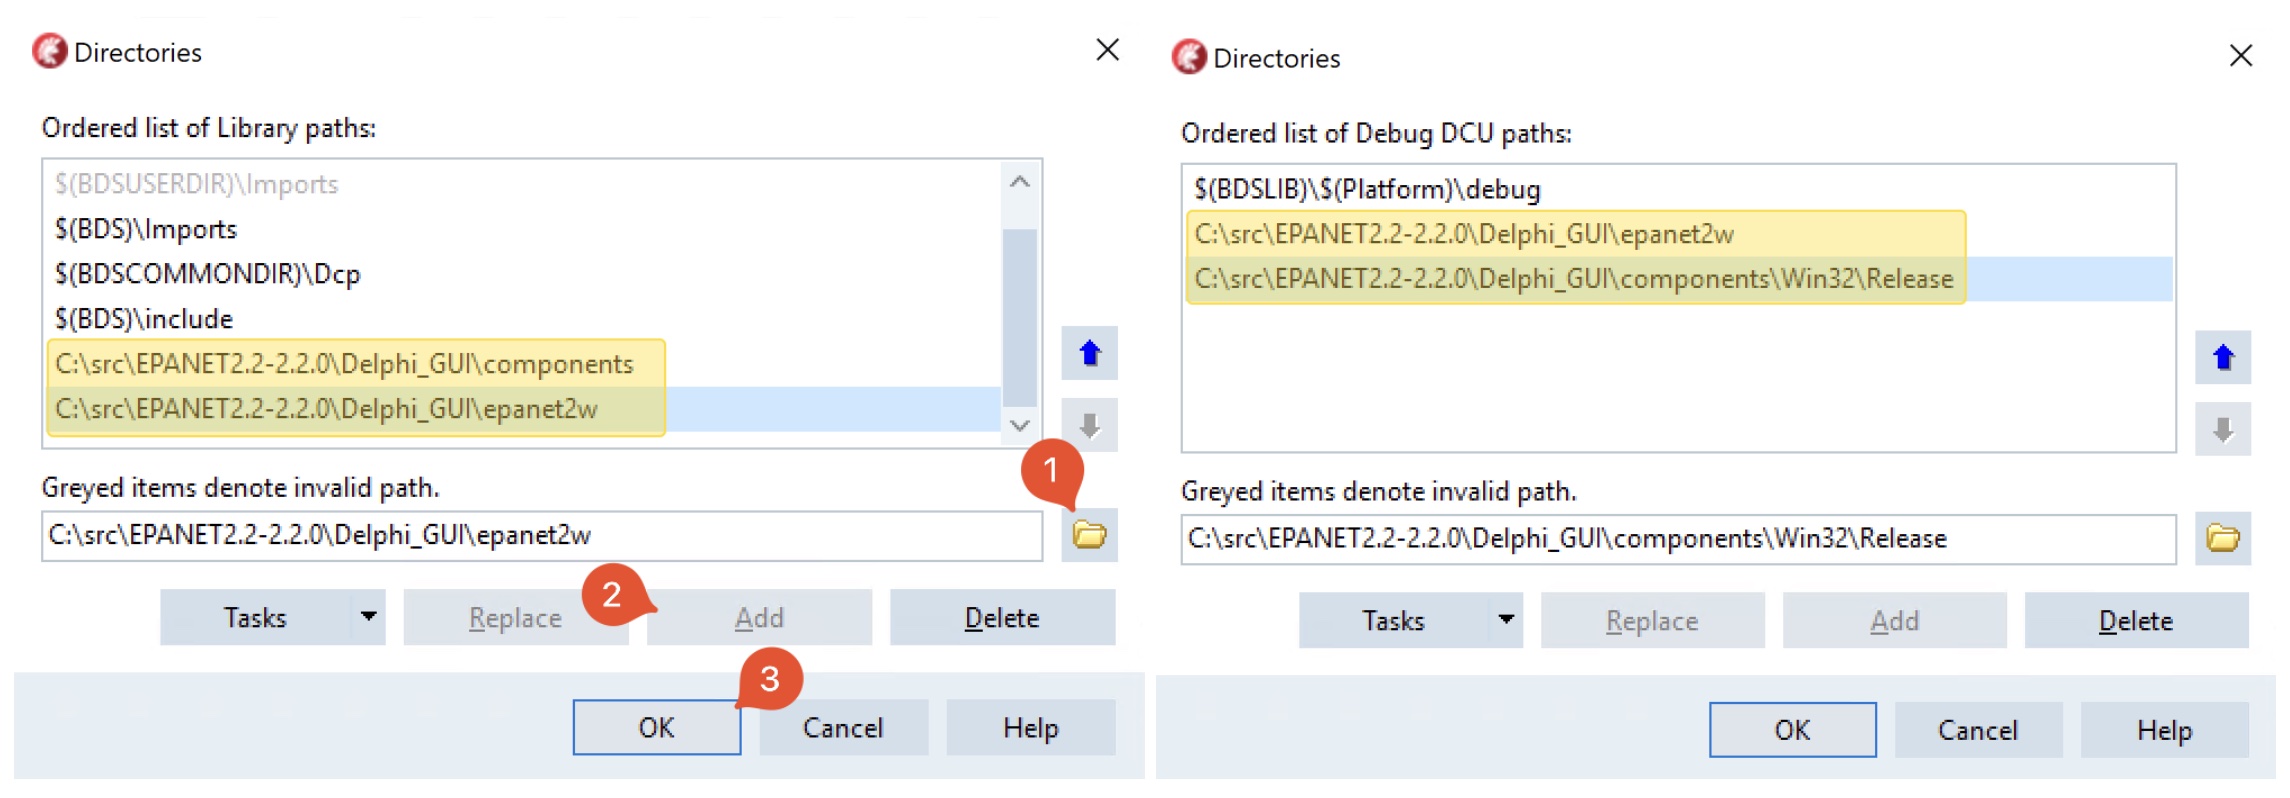 Directories
Ordered list of Library paths:
$(BDSUSERDIR)\Imports
$(BDS)\Imports
$(BDSCOMMONDIR)\Dcp
$(BDS)\include
C:\src\EPANET2.2-2.2.0\Delphi_GUI\components
C:\src\EPANET2.2-2.2.0\Delphi_GUI\epanet2w
1
Greyed items denote invalid path.
C:\src\EPANET2.2-2.2.0\Delphi_GUI\epanet2w
2
Tasks Replace Add Delete
3
OK Cancel Help
Directories
Ordered list of Debug DCU paths:
$(BDSLIB)\$(Platform)\debug
C:\src\EPANET2.2-2.2.0\Delphi_GUI\epanet2w
C:\src\EPANET2.2-2.2.0\Delphi_GUI\components\Win32\Release
Greyed items denote invalid path.
C:\src\EPANET2.2-2.2.0\Delphi_GUI\components\Win32\Release
Tasks Replace Add Delete
OK Cancel Help